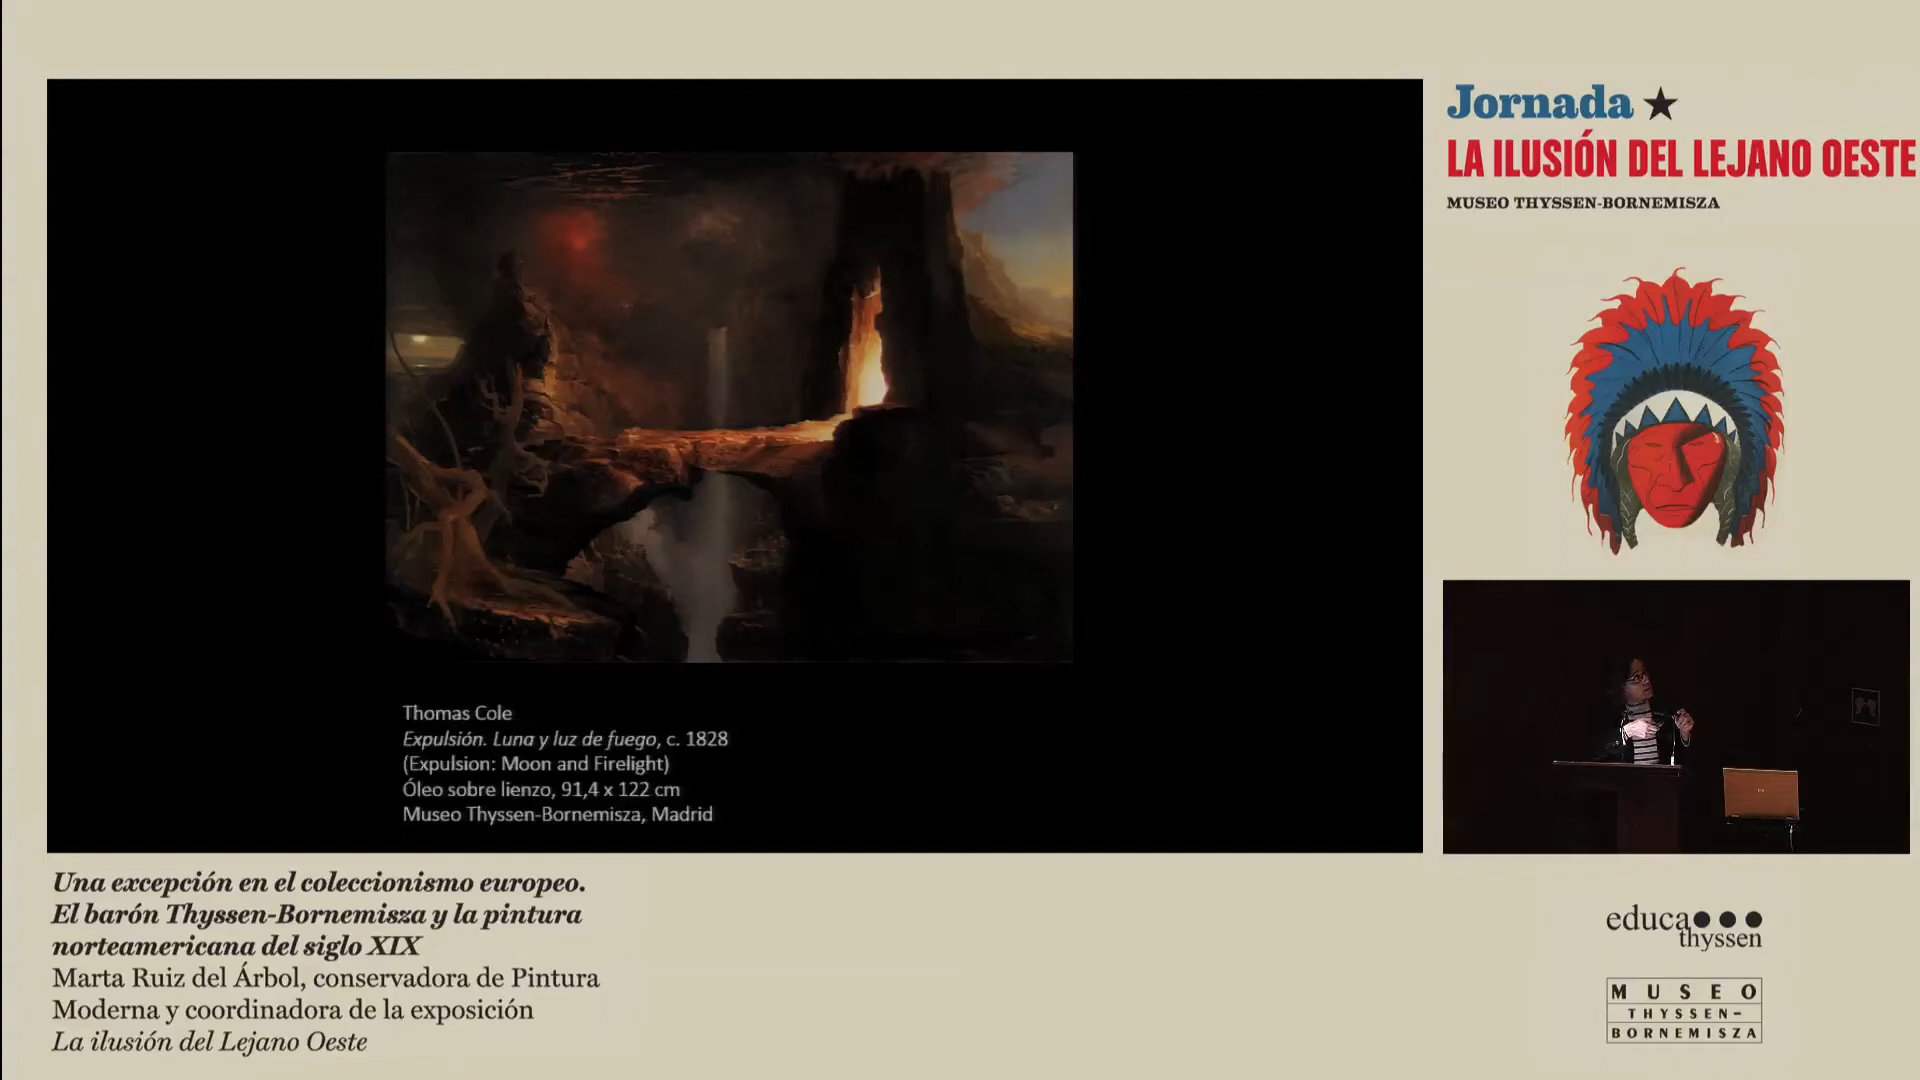 Jornada
LA ILUSIÓN DEL LEJANO OESTE
MUSEO THYSSEN-BORNEMISZA
Thomas Cole
Expulsión. Luna y luz de fuego, c. 1828
(Expulsion: Moon and Firelight)
Óleo sobre lienzo, 91,4 x 122 cm
Museo Thyssen-Bornemisza, Madrid
Una excepción en el coleccionismo europeo.
El barón Thyssen-Bornemisza y la pintura
norteamericana del siglo XIX
Marta Ruiz del Árbol, conservadora de Pintura
Moderna y coordinadora de la exposición
La ilusión del Lejano Oeste
educa
thyssen
MUSEO
THYSSEN-
BORNEMISZA